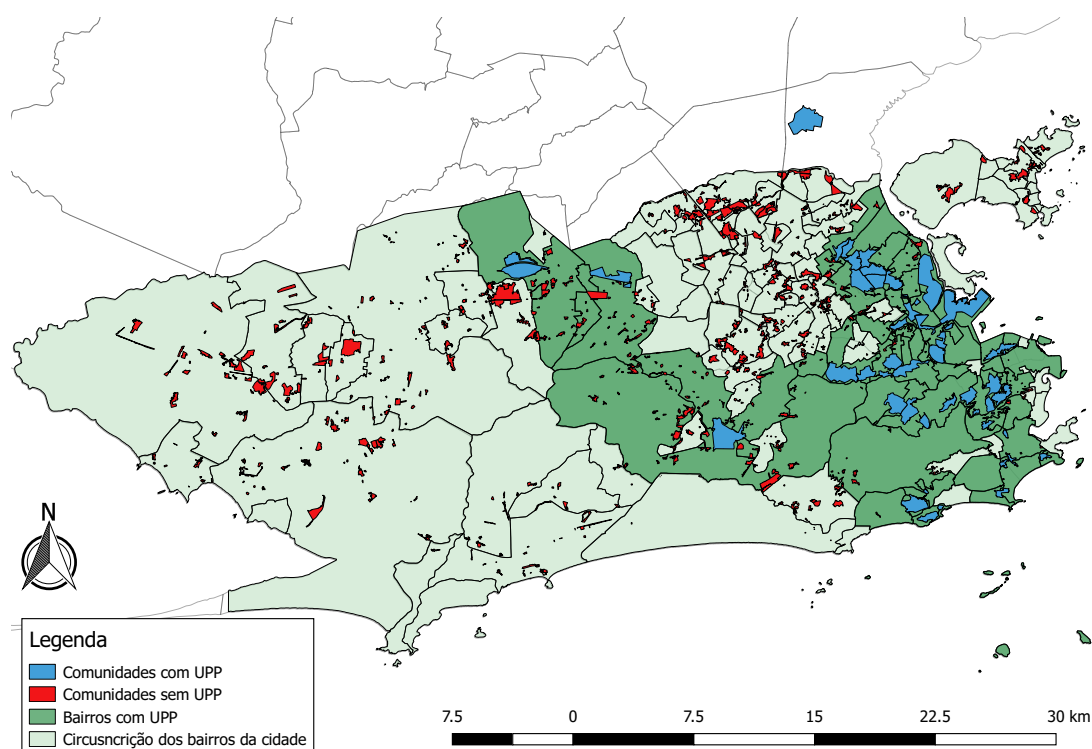 N
Legenda
Comunidades com UPP
Comunidades sem UPP
Bairros com UPP
Circusncrição dos bairros da cidade
7.5 0 7.5 15 22.5 30 km